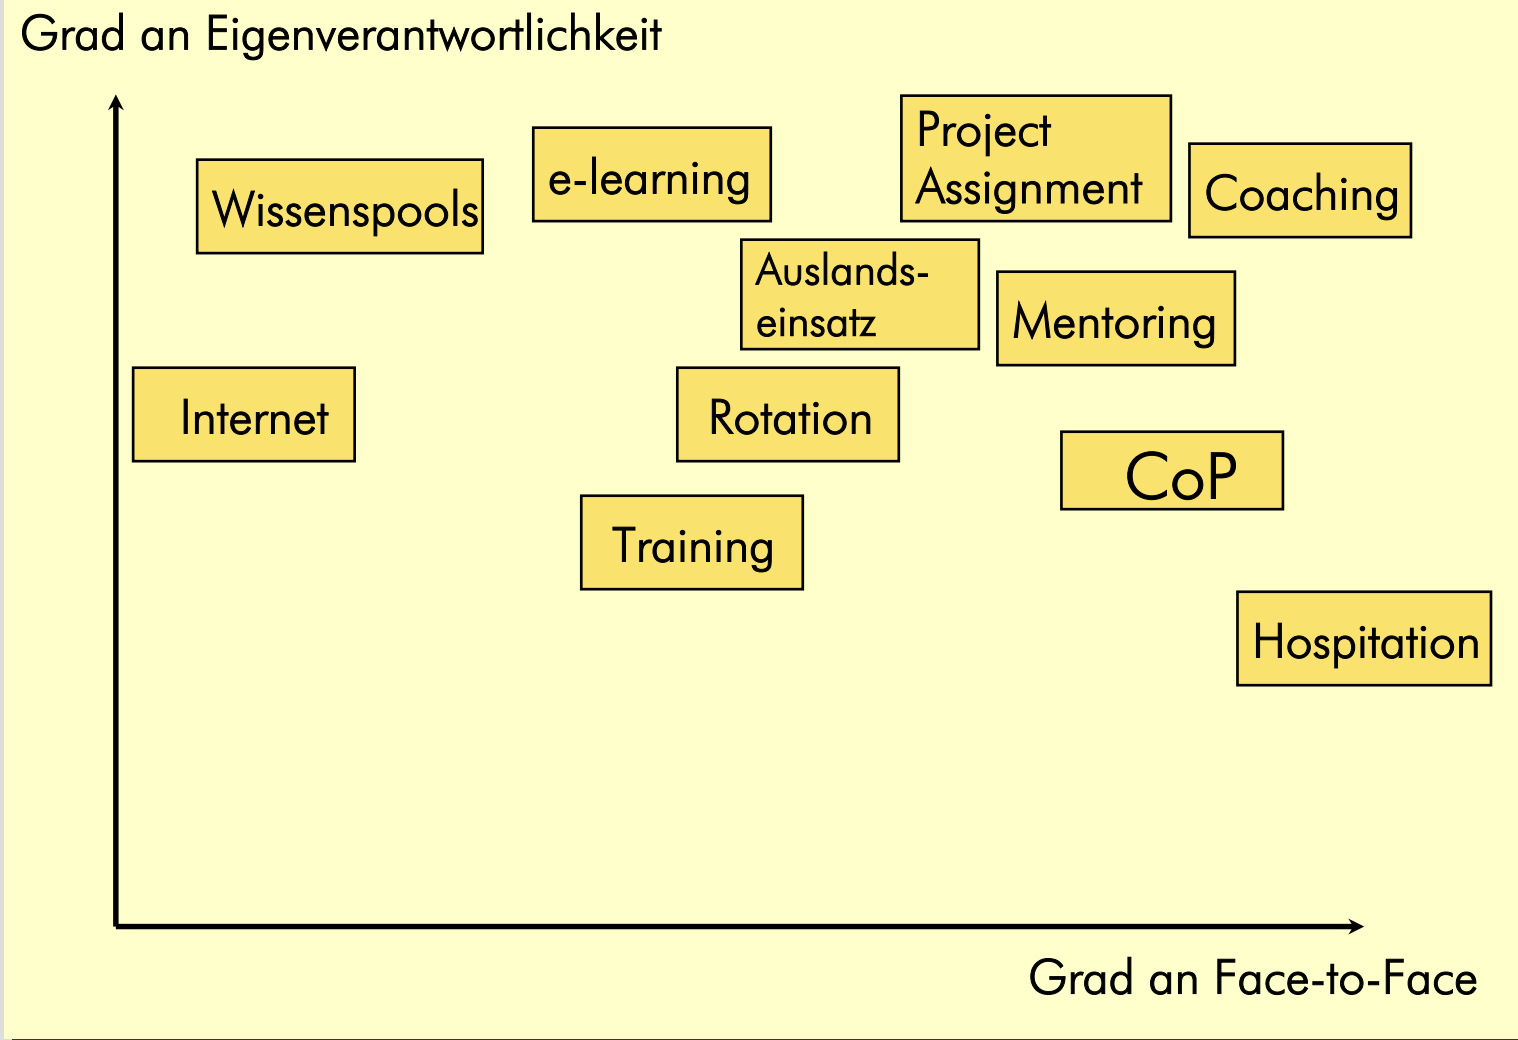 Grad an Eigenverantwortlichkeit
Project
Assignment
e-learning
Coaching
Wissenspools
Auslands-
einsatz
Mentoring
Internet
Rotation
CoP
Training
Hospitation
Grad an Face-to-Face